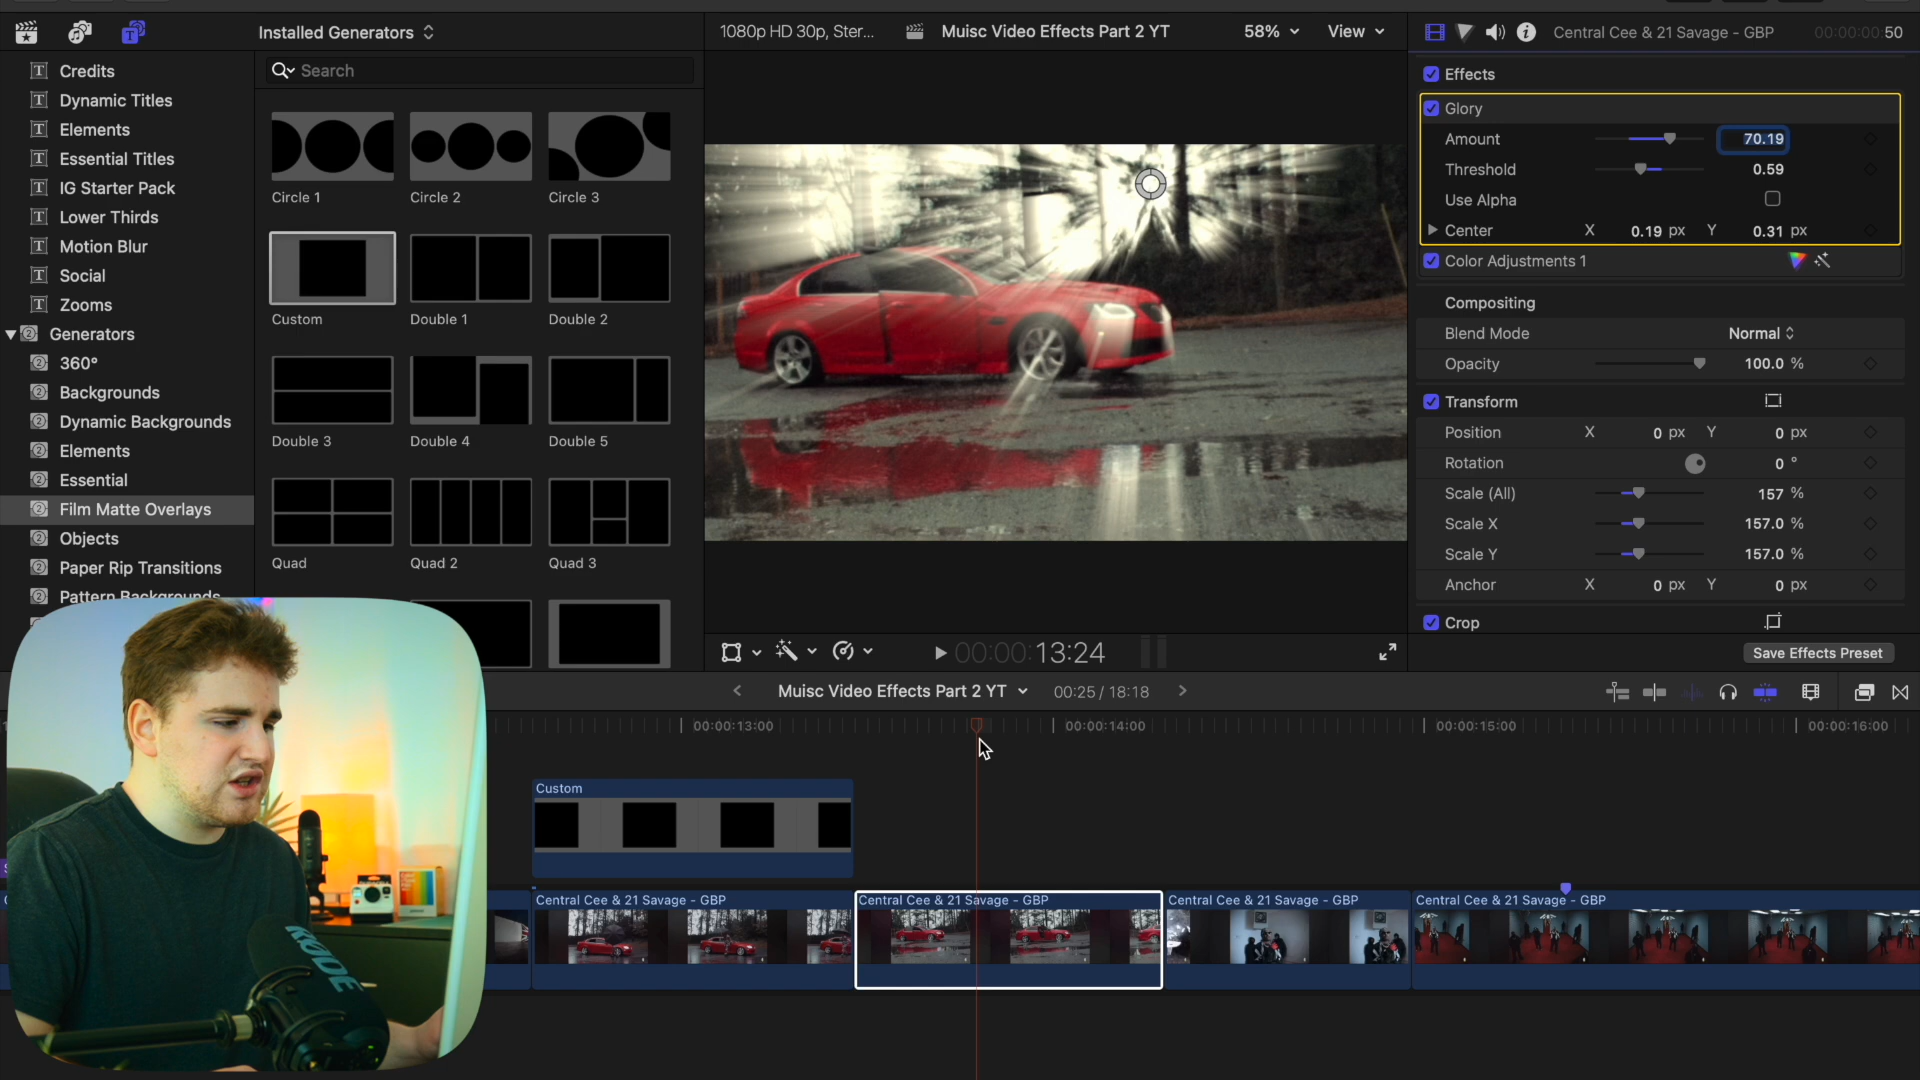 Installed Generators
1080p HD 30p, Ster...
Muisc Video Effects Part 2 YT
58%
View
Central Cee & 21 Savage - GBP
00:00:00:50
Credits
Dynamic Titles
Elements
Essential Titles
IG Starter Pack
Lower Thirds
Motion Blur
Social
Zooms
Generators
360°
Backgrounds
Dynamic Backgrounds
Elements
Essential
Film Matte Overlays
Objects
Paper Rip Transitions
Pattern Backgrounds
Search
Circle 1
Circle 2
Circle 3
Custom
Double 1
Double 2
Double 3
Double 4
Double 5
Quad
Quad 2
Quad 3
Effects
Glory
Amount 70.19
Threshold 0.59
Use Alpha
Center X 0.19 px Y 0.31 px
Color Adjustments 1
Compositing
Blend Mode Normal
Opacity 100.0 %
Transform
Position X 0 px Y 0 px
Rotation 0 °
Scale (All) 157 %
Scale X 157.0 %
Scale Y 157.0 %
Anchor X 0 px Y 0 px
Crop
Save Effects Preset
00:00:13:24
Muisc Video Effects Part 2 YT
00:25 / 18:18
00:00:13:00
00:00:14:00
00:00:15:00
00:00:16:00
Custom
Central Cee & 21 Savage - GBP
Central Cee & 21 Savage - GBP
Central Cee & 21 Savage - GBP
Central Cee & 21 Savage - GBP
RØDE